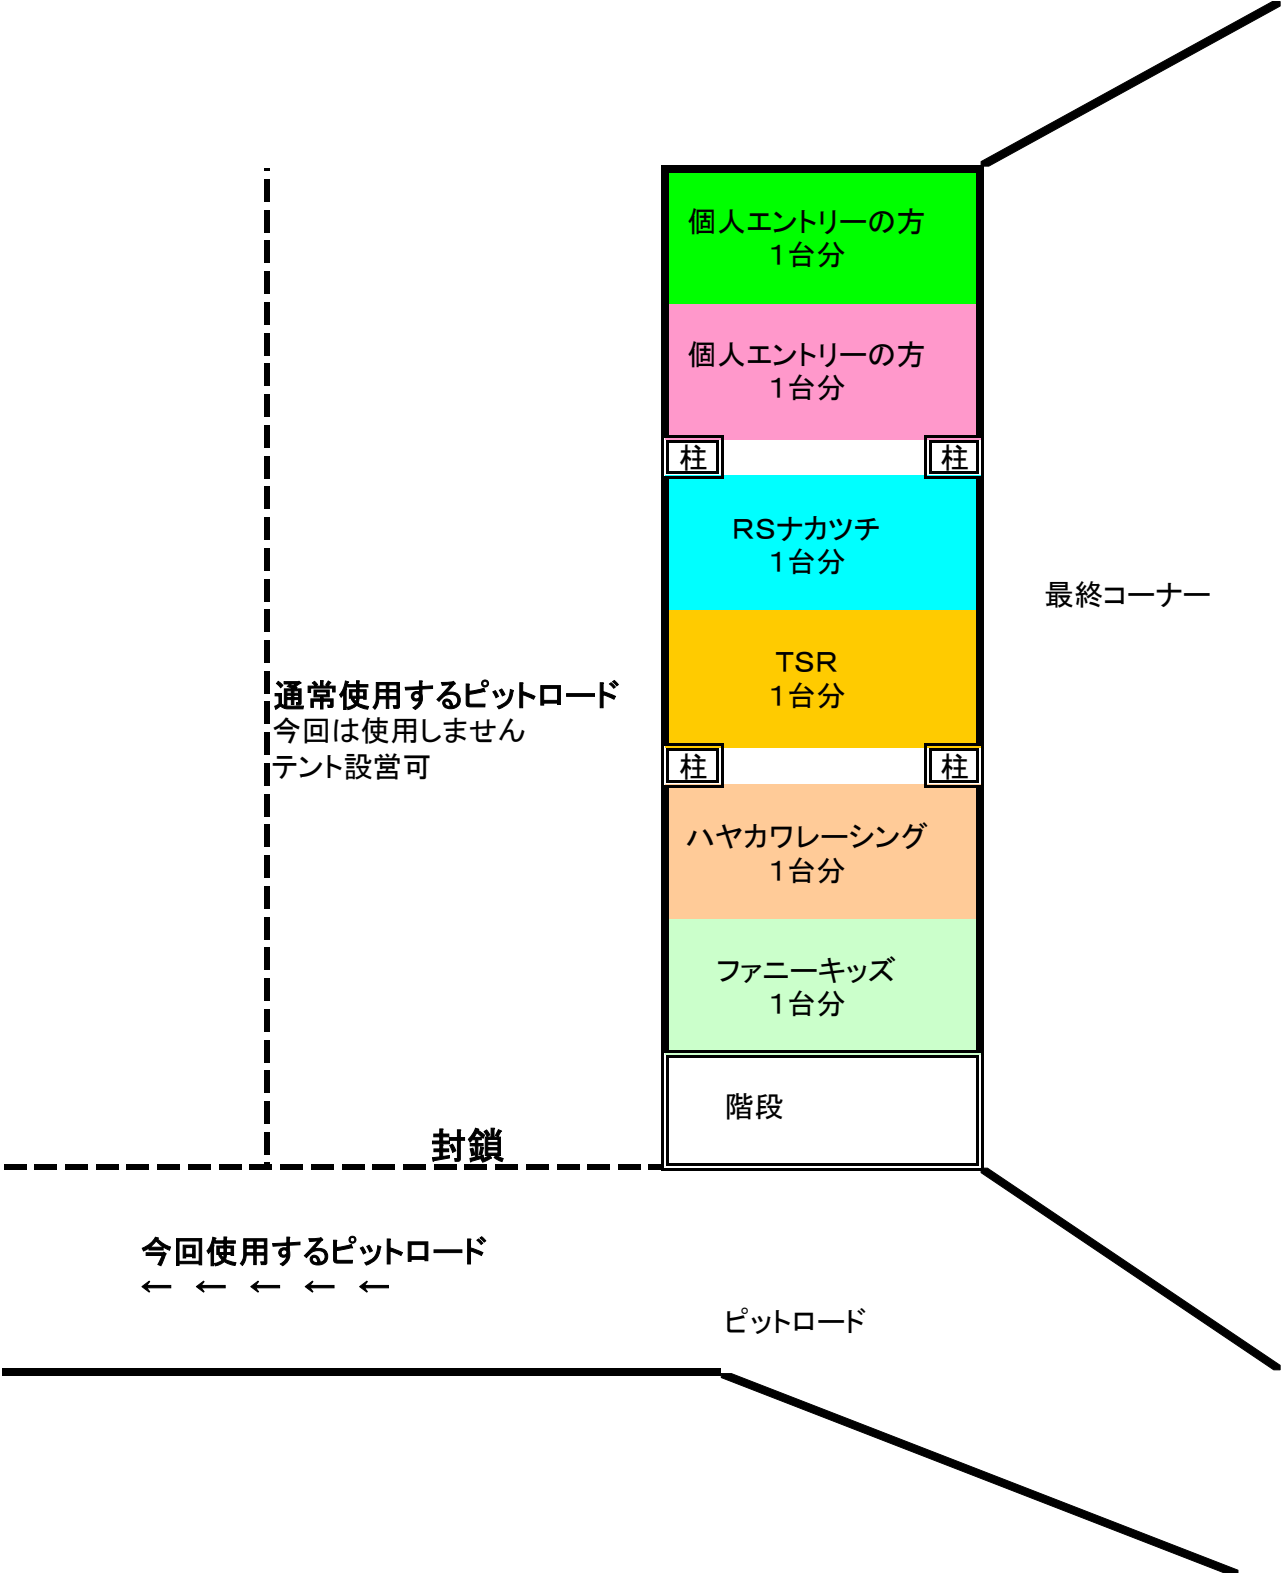 個人エントリーの方
１台分
個人エントリーの方
１台分
柱
柱
RSナカツチ
１台分
最終コーナー
TSR
１台分
通常使用するピットロード
今回は使用しません
テント設営可
柱
柱
ハヤカワレーシング
１台分
ファニーキッズ
１台分
階段
封鎖
今回使用するピットロード
← ← ← ← ←
ピットロード